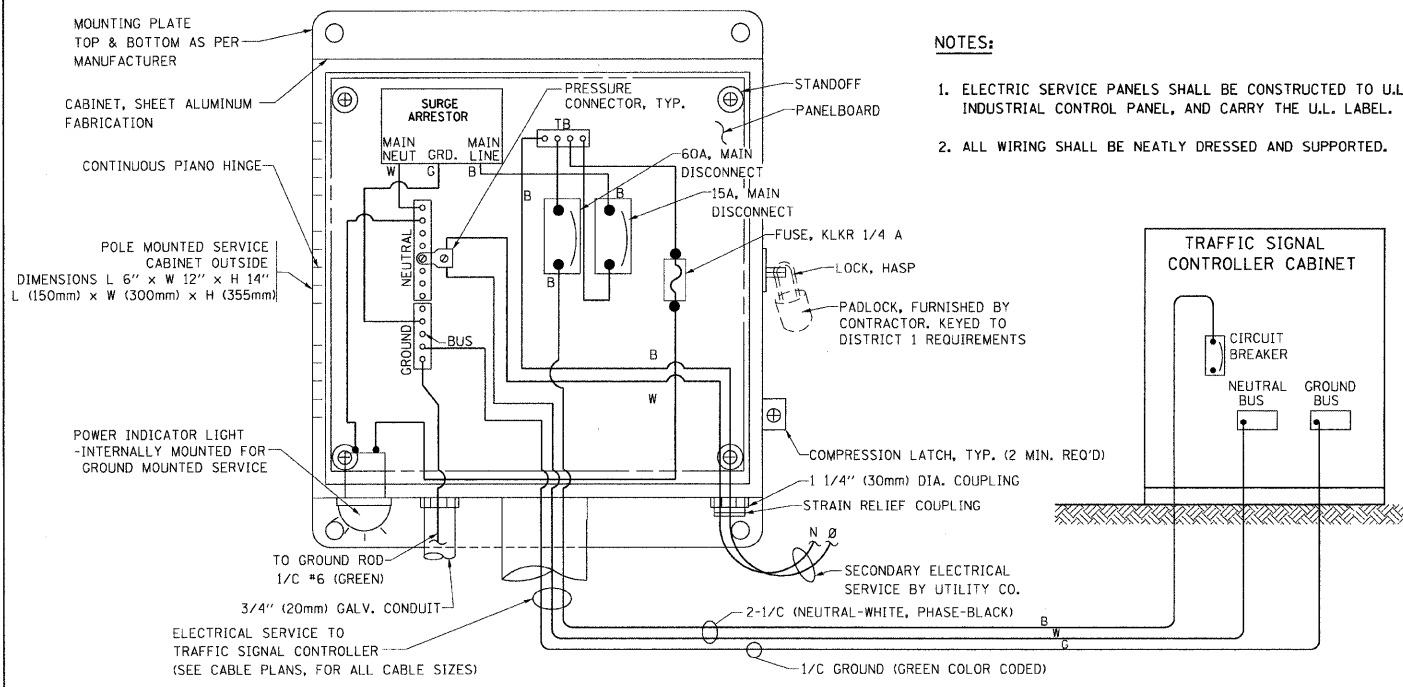 MOUNTING PLATE
TOP & BOTTOM AS PER
MANUFACTURER
CABINET, SHEET ALUMINUM
FABRICATION
CONTINUOUS PIANO HINGE
POLE MOUNTED SERVICE
CABINET OUTSIDE
DIMENSIONS L 6" x W 12" x H 14"
L (150mm) x W (300mm) x H (355mm)
POWER INDICATOR LIGHT
-INTERNALLY MOUNTED FOR
GROUND MOUNTED SERVICE
SURGE
ARRESTOR
MAIN
NEUT
GRD.
MAIN
LINE
W
G
B
PRESSURE
CONNECTOR, TYP.
TB
STANDOFF
PANELBOARD
60A, MAIN
DISCONNECT
15A, MAIN
DISCONNECT
B
B
B
FUSE, KLKR 1/4 A
NEUTRAL
GROUND
BUS
LOCK, HASP
PADLOCK, FURNISHED BY
CONTRACTOR. KEYED TO
DISTRICT 1 REQUIREMENTS
B
W
COMPRESSION LATCH, TYP. (2 MIN. REQ'D)
1 1/4" (30mm) DIA. COUPLING
STRAIN RELIEF COUPLING
N Ø
SECONDARY ELECTRICAL
SERVICE BY UTILITY CO.
TO GROUND ROD
1/C #6 (GREEN)
3/4" (20mm) GALV. CONDUIT
ELECTRICAL SERVICE TO
TRAFFIC SIGNAL CONTROLLER
(SEE CABLE PLANS, FOR ALL CABLE SIZES)
2-1/C (NEUTRAL-WHITE, PHASE-BLACK)
B
W
G
1/C GROUND (GREEN COLOR CODED)
NOTES:
1. ELECTRIC SERVICE PANELS SHALL BE CONSTRUCTED TO U.L
INDUSTRIAL CONTROL PANEL, AND CARRY THE U.L. LABEL.
2. ALL WIRING SHALL BE NEATLY DRESSED AND SUPPORTED.
TRAFFIC SIGNAL
CONTROLLER CABINET
CIRCUIT
BREAKER
NEUTRAL
BUS
GROUND
BUS